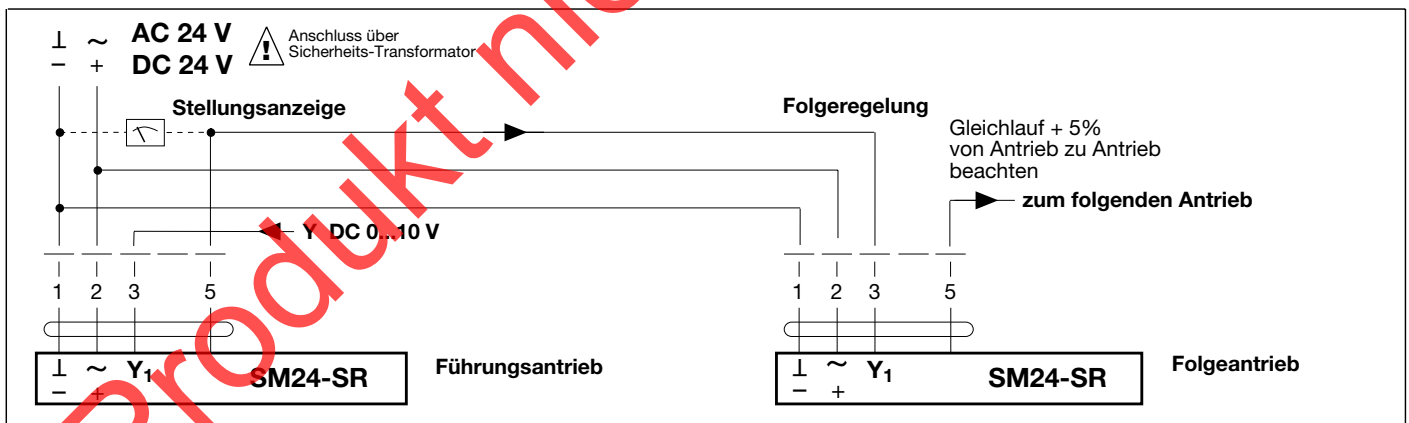 ⊥ ~ AC 24 V
– + DC 24 V
! Anschluss über
Sicherheits-Transformator
Stellungsanzeige
Folgeregelung
Gleichlauf + 5%
von Antrieb zu Antrieb
beachten
zum folgenden Antrieb
Y DC 0...10 V
1 2 3 5
1 2 3 5
⊥ ~ Y1 SM24-SR
– +
Führungsantrieb
⊥ ~ Y1 SM24-SR
– +
Folgeantrieb
Produkt